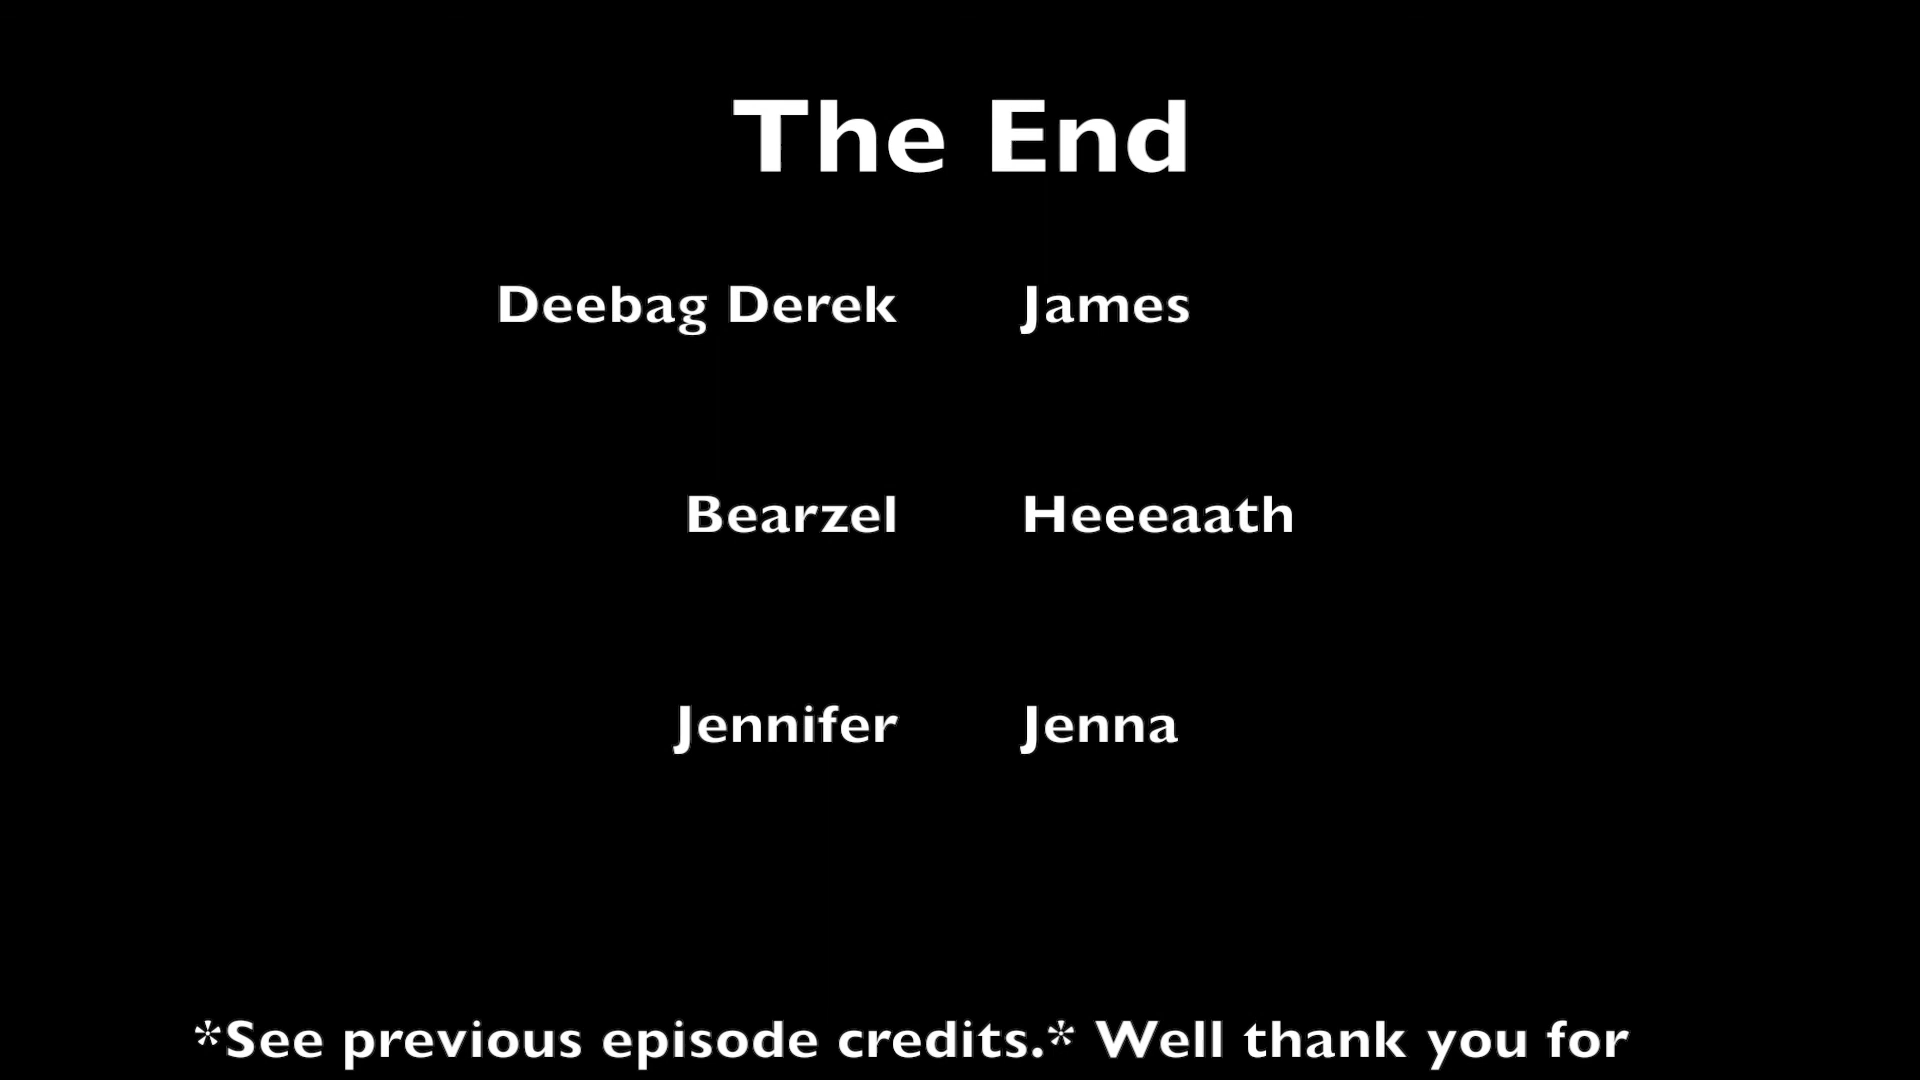 The End
Deebag Derek James
Bearzel Heeeaath
Jennifer Jenna
*See previous episode credits.* Well thank you for